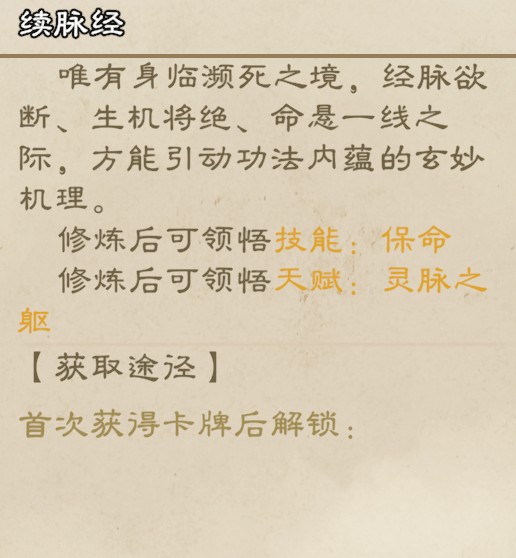 续脉经
唯有身临濒死之境，经脉欲
断、生机将绝、命悬一线之
际，方能引动功法内蕴的玄妙
机理。
修炼后可领悟技能：保命
修炼后可领悟天赋：灵脉之
躯
【获取途径】
首次获得卡牌后解锁：